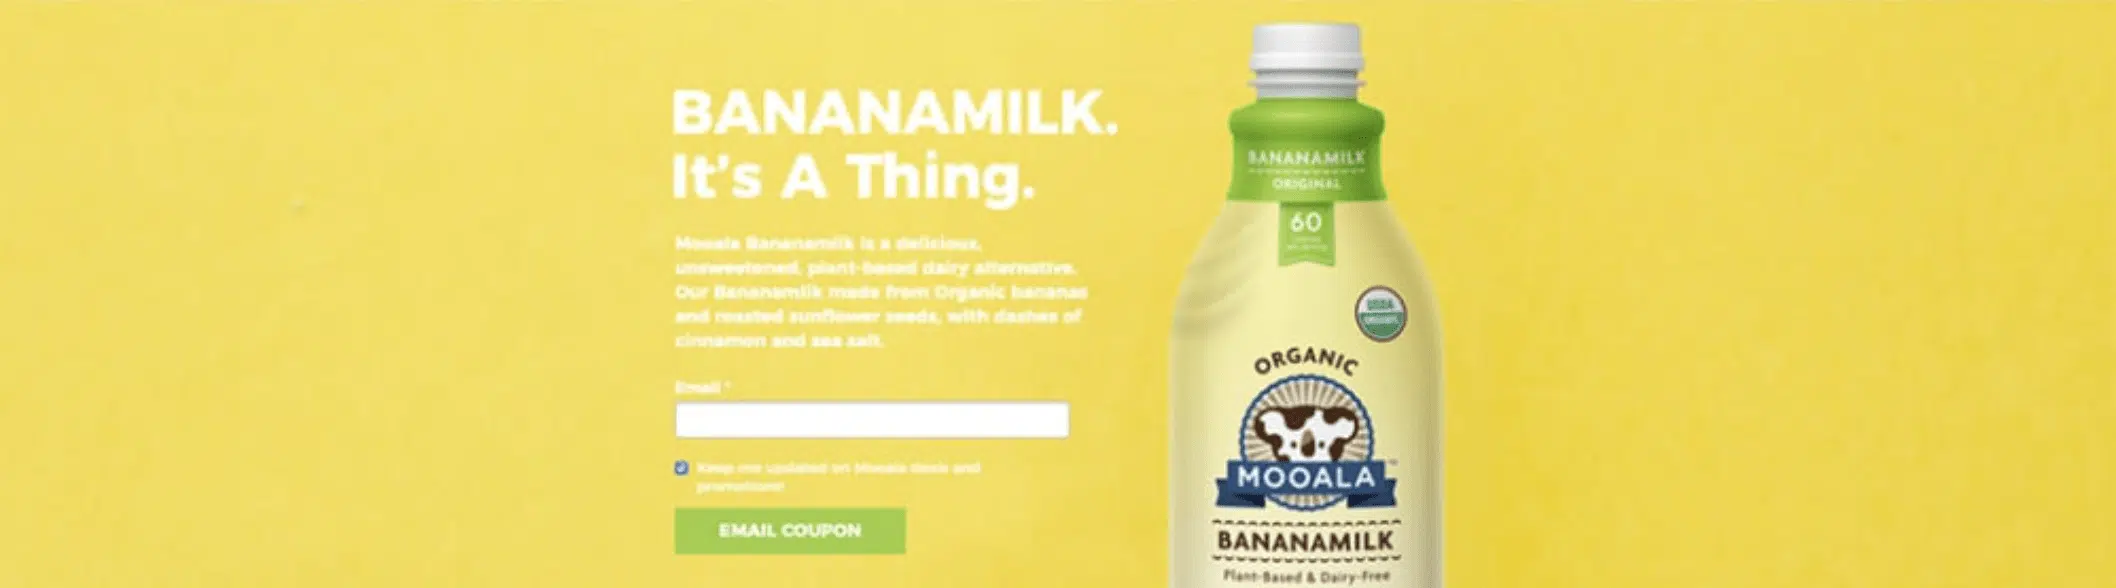 BANANAMILK.
It's A Thing.
Mooala Bananamilk is a delicious,
unsweetened, plant-based dairy alternative.
Our Bananamilk made from Organic bananas
and roasted sunflower seeds, with dashes of
cinnamon and sea salt.
Email *
Keep me updated on Mooala deals and
promotions!
EMAIL COUPON
BANANAMILK
ORIGINAL
60
USDA
ORGANIC
ORGANIC
MOOALA
TM
BANANAMILK
Plant-Based & Dairy-Free